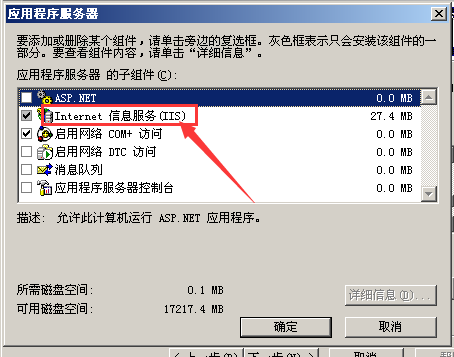 应用程序服务器
要添加或删除某个组件，请单击旁边的复选框。灰色框表示只会安装该组件的一
部分。要查看组件内容，请单击“详细信息”。
应用程序服务器 的子组件(C):
ASP.NET 0.0 MB
Internet 信息服务(IIS) 27.4 MB
启用网络 COM+ 访问 0.0 MB
启用网络 DTC 访问 0.0 MB
消息队列 0.0 MB
应用程序服务器控制台 0.0 MB
描述: 允许此计算机运行 ASP.NET 应用程序。
所需磁盘空间: 0.1 MB
可用磁盘空间: 17217.4 MB
详细信息(D)...
确定 取消